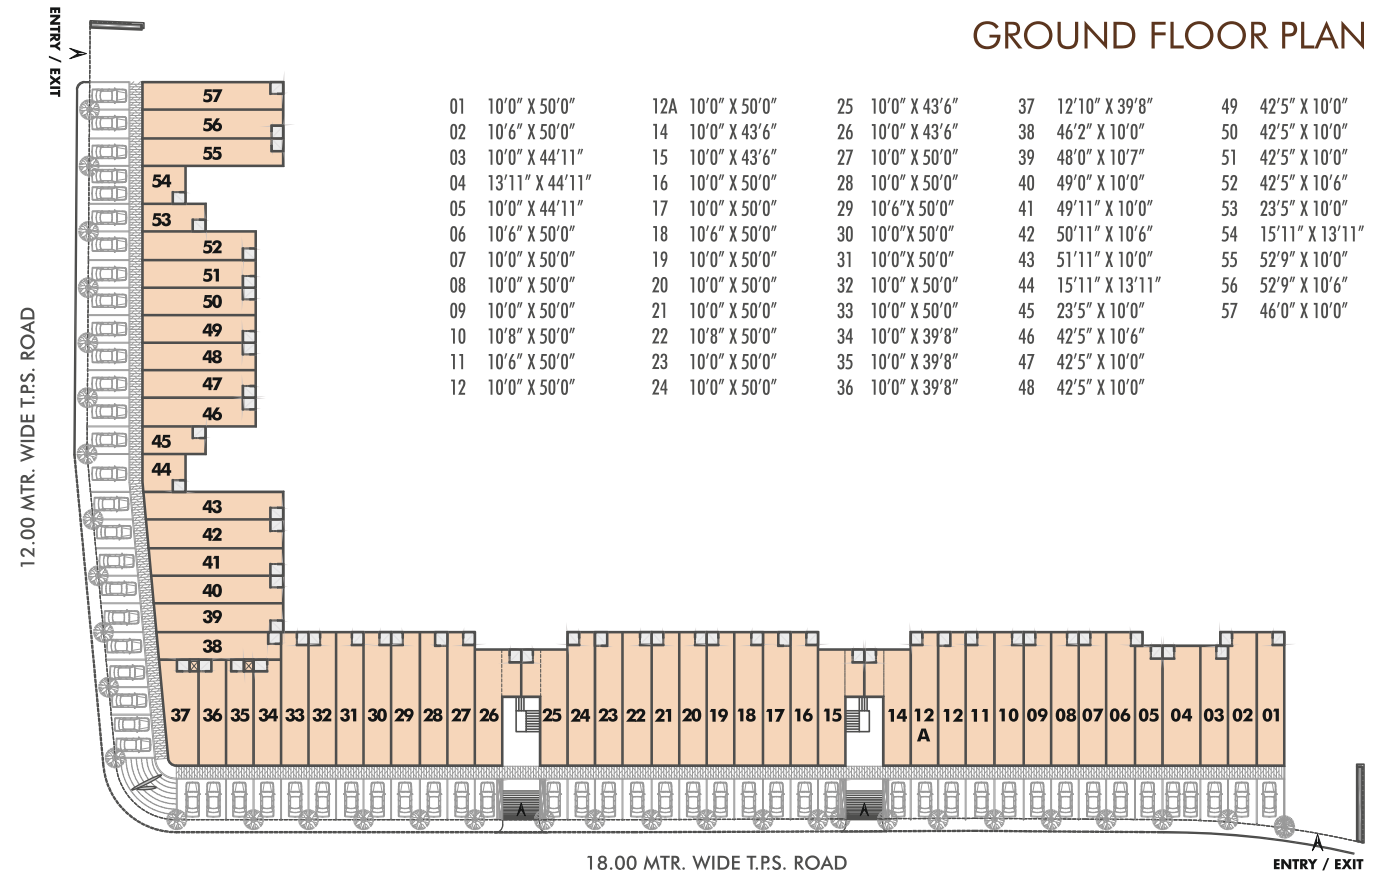 GROUND FLOOR PLAN
ENTRY / EXIT
01 10'0" X 50'0"
02 10'6" X 50'0"
03 10'0" X 44'11"
04 13'11" X 44'11"
05 10'0" X 44'11"
06 10'6" X 50'0"
07 10'0" X 50'0"
08 10'0" X 50'0"
09 10'0" X 50'0"
10 10'8" X 50'0"
11 10'6" X 50'0"
12 10'0" X 50'0"
12A 10'0" X 50'0"
14 10'0" X 43'6"
15 10'0" X 43'6"
16 10'0" X 50'0"
17 10'0" X 50'0"
18 10'6" X 50'0"
19 10'0" X 50'0"
20 10'0" X 50'0"
21 10'0" X 50'0"
22 10'8" X 50'0"
23 10'0" X 50'0"
24 10'0" X 50'0"
25 10'0" X 43'6"
26 10'0" X 43'6"
27 10'0" X 50'0"
28 10'0" X 50'0"
29 10'6"X 50'0"
30 10'0"X 50'0"
31 10'0"X 50'0"
32 10'0" X 50'0"
33 10'0" X 50'0"
34 10'0" X 39'8"
35 10'0" X 39'8"
36 10'0" X 39'8"
37 12'10" X 39'8"
38 46'2" X 10'0"
39 48'0" X 10'7"
40 49'0" X 10'0"
41 49'11" X 10'0"
42 50'11" X 10'6"
43 51'11" X 10'0"
44 15'11" X 13'11"
45 23'5" X 10'0"
46 42'5" X 10'6"
47 42'5" X 10'0"
48 42'5" X 10'0"
49 42'5" X 10'0"
50 42'5" X 10'0"
51 42'5" X 10'0"
52 42'5" X 10'6"
53 23'5" X 10'0"
54 15'11" X 13'11"
55 52'9" X 10'0"
56 52'9" X 10'6"
57 46'0" X 10'0"
57
56
55
54
53
52
51
50
49
48
47
46
45
44
43
42
41
40
39
38
12.00 MTR. WIDE T.P.S. ROAD
37 36 35 34 33 32 31 30 29 28 27 26 25 24 23 22 21 20 19 18 17 16 15 14 12 12 11 10 09 08 07 06 05 04 03 02 01
A
A A
18.00 MTR. WIDE T.P.S. ROAD
ENTRY / EXIT